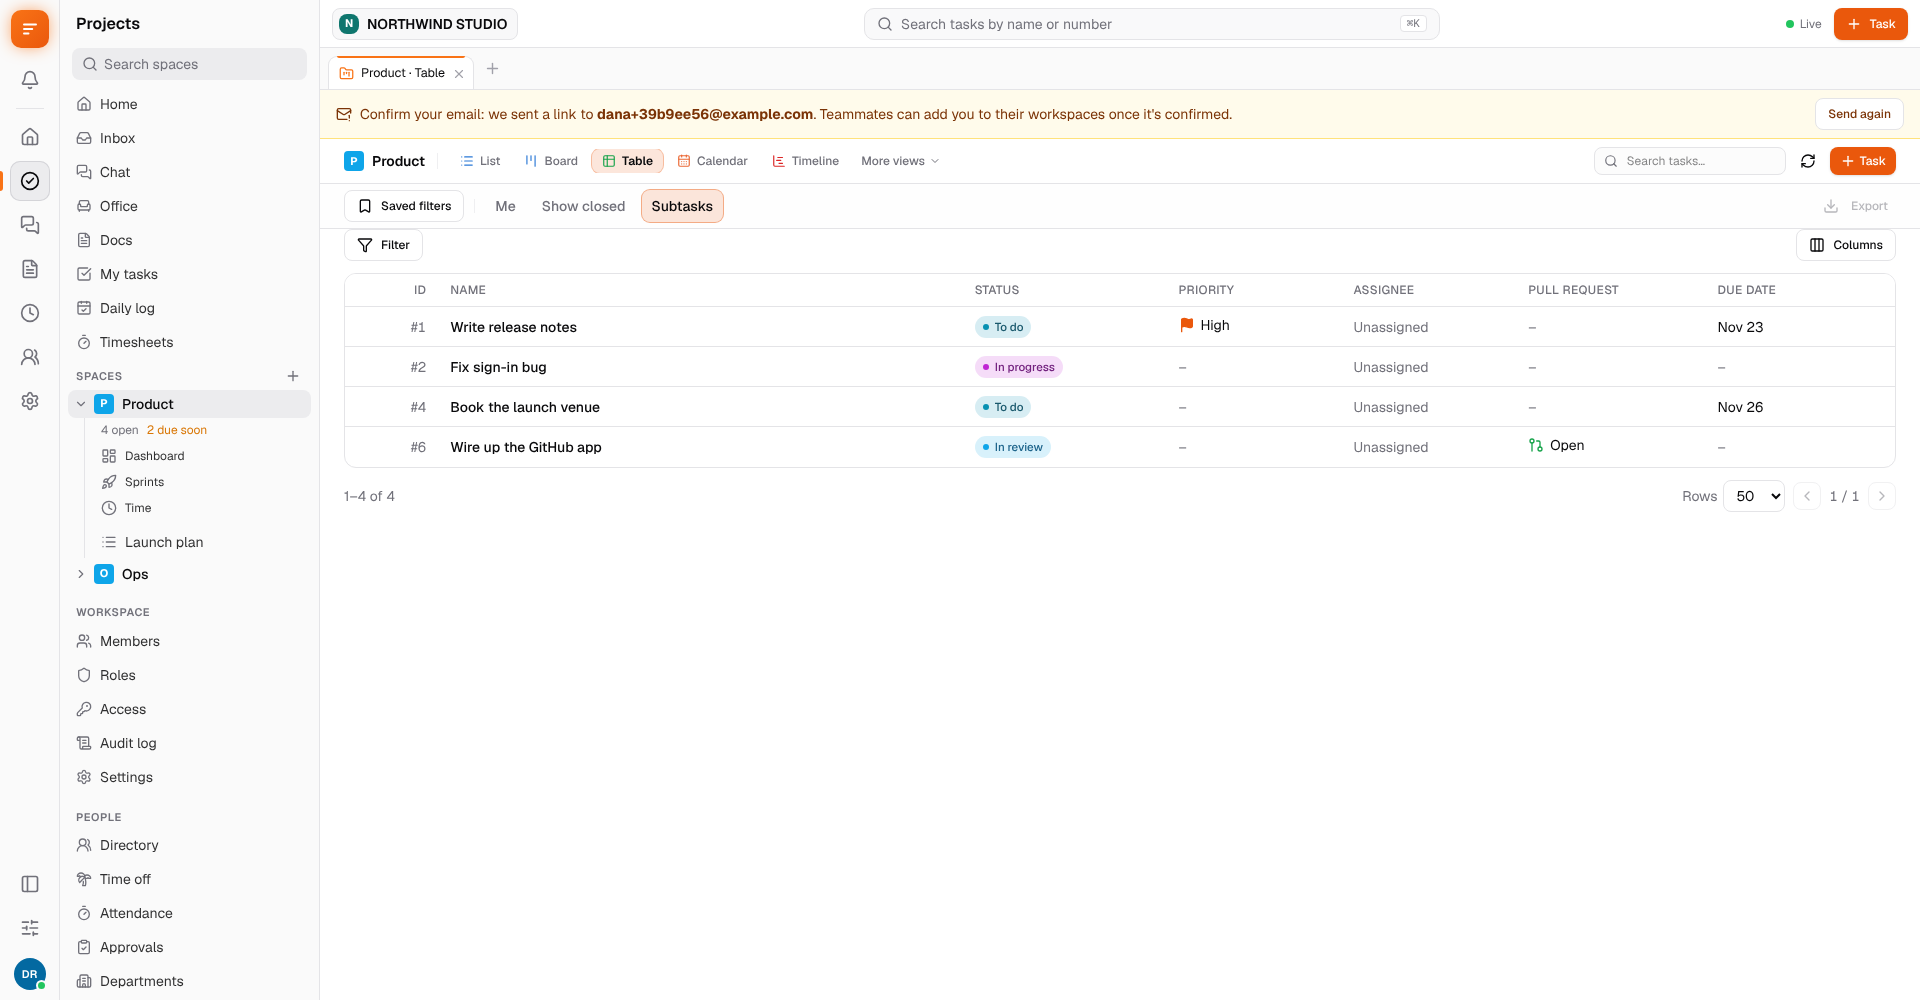 Projects
Search spaces
Home
Inbox
Chat
Office
Docs
My tasks
Daily log
Timesheets
SPACES
P Product
4 open 2 due soon
Dashboard
Sprints
Time
Launch plan
O Ops
WORKSPACE
Members
Roles
Access
Audit log
Settings
PEOPLE
Directory
Time off
Attendance
Approvals
Departments
DR
N NORTHWIND STUDIO
Search tasks by name or number
⌘K
Live
Task
Product · Table
Confirm your email: we sent a link to dana+39b9ee56@example.com. Teammates can add you to their workspaces once it's confirmed.
Send again
P Product
List
Board
Table
Calendar
Timeline
More views
Search tasks...
Task
Saved filters
Me
Show closed
Subtasks
Export
Filter
Columns
ID NAME STATUS PRIORITY ASSIGNEE PULL REQUEST DUE DATE
#1 Write release notes To do High Unassigned – Nov 23
#2 Fix sign-in bug In progress – Unassigned – –
#4 Book the launch venue To do – Unassigned – Nov 26
#6 Wire up the GitHub app In review – Unassigned Open –
1–4 of 4
Rows 50 1 / 1